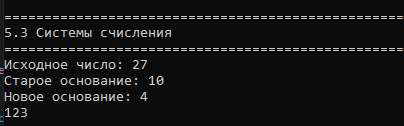 ==================================================
5.3 Системы счисления
==================================================
Исходное число: 27
Старое основание: 10
Новое основание: 4
123